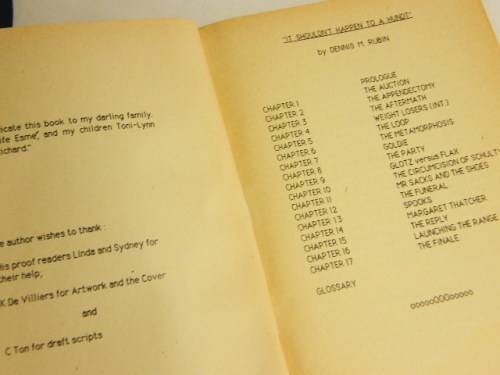 icate this book to my darling family.
ife Esme, and my children Toni-Lynn
ichard."
e author wishes to thank :
is proof readers Linda and Sydney for
heir help,
K De Villiers for Artwork and the Cover
and
C Ton for draft scripts
"IT SHOULDN'T HAPPEN TO A HUNDT"
by DENNIS M. RUBIN
PROLOGUE
CHAPTER 1 THE AUCTION
CHAPTER 2 THE APPENDECTOMY
CHAPTER 3 THE AFTERMATH
CHAPTER 4 WEIGHT LOSERS (INT.)
CHAPTER 5 THE LOOP
CHAPTER 6 THE METAMORPHOSIS
CHAPTER 7 GOLDIE
CHAPTER 8 THE PARTY
CHAPTER 9 GLOTZ versus FLAX
CHAPTER 10 THE CIRCUMCISION OF SCHULTY
CHAPTER 11 MR SACKS AND THE SHOES
CHAPTER 12 THE FUNERAL
CHAPTER 13 SPOOKS
CHAPTER 14 MARGARET THATCHER
CHAPTER 15 THE REPLY
CHAPTER 16 LAUNCHING THE RANGE
CHAPTER 17 THE FINALE
GLOSSARY
oooooOOOooooo